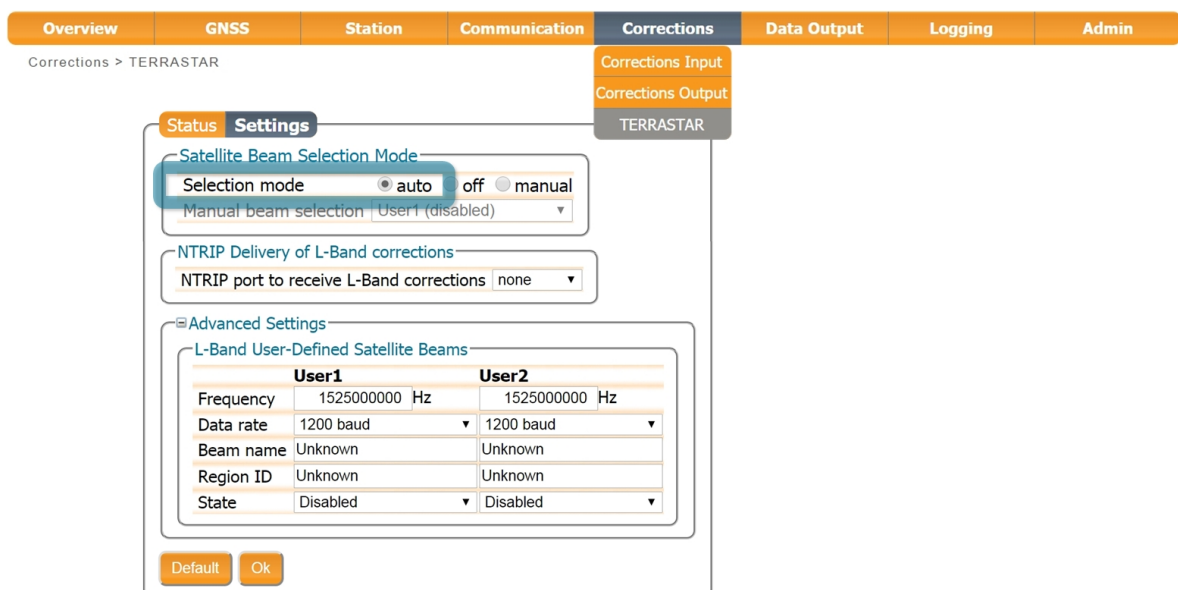 Overview GNSS Station Communication Corrections Data Output Logging Admin
Corrections > TERRASTAR
Corrections Input
Corrections Output
TERRASTAR
Status Settings
Satellite Beam Selection Mode
Selection mode auto off manual
Manual beam selection User1 (disabled)
NTRIP Delivery of L-Band corrections
NTRIP port to receive L-Band corrections none
Advanced Settings
L-Band User-Defined Satellite Beams
User1 User2
Frequency 1525000000 Hz 1525000000 Hz
Data rate 1200 baud 1200 baud
Beam name Unknown Unknown
Region ID Unknown Unknown
State Disabled Disabled
Default Ok